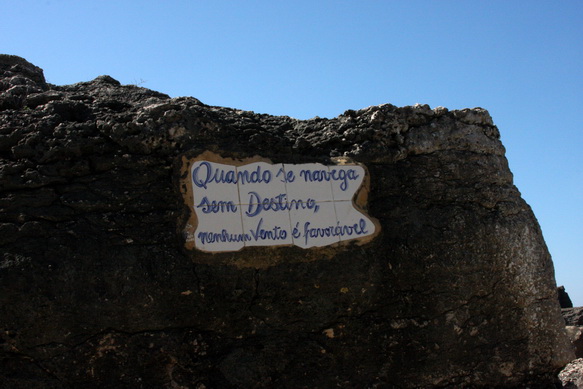 Quando se navega
sem Destino,
nenhum Vento é favorável